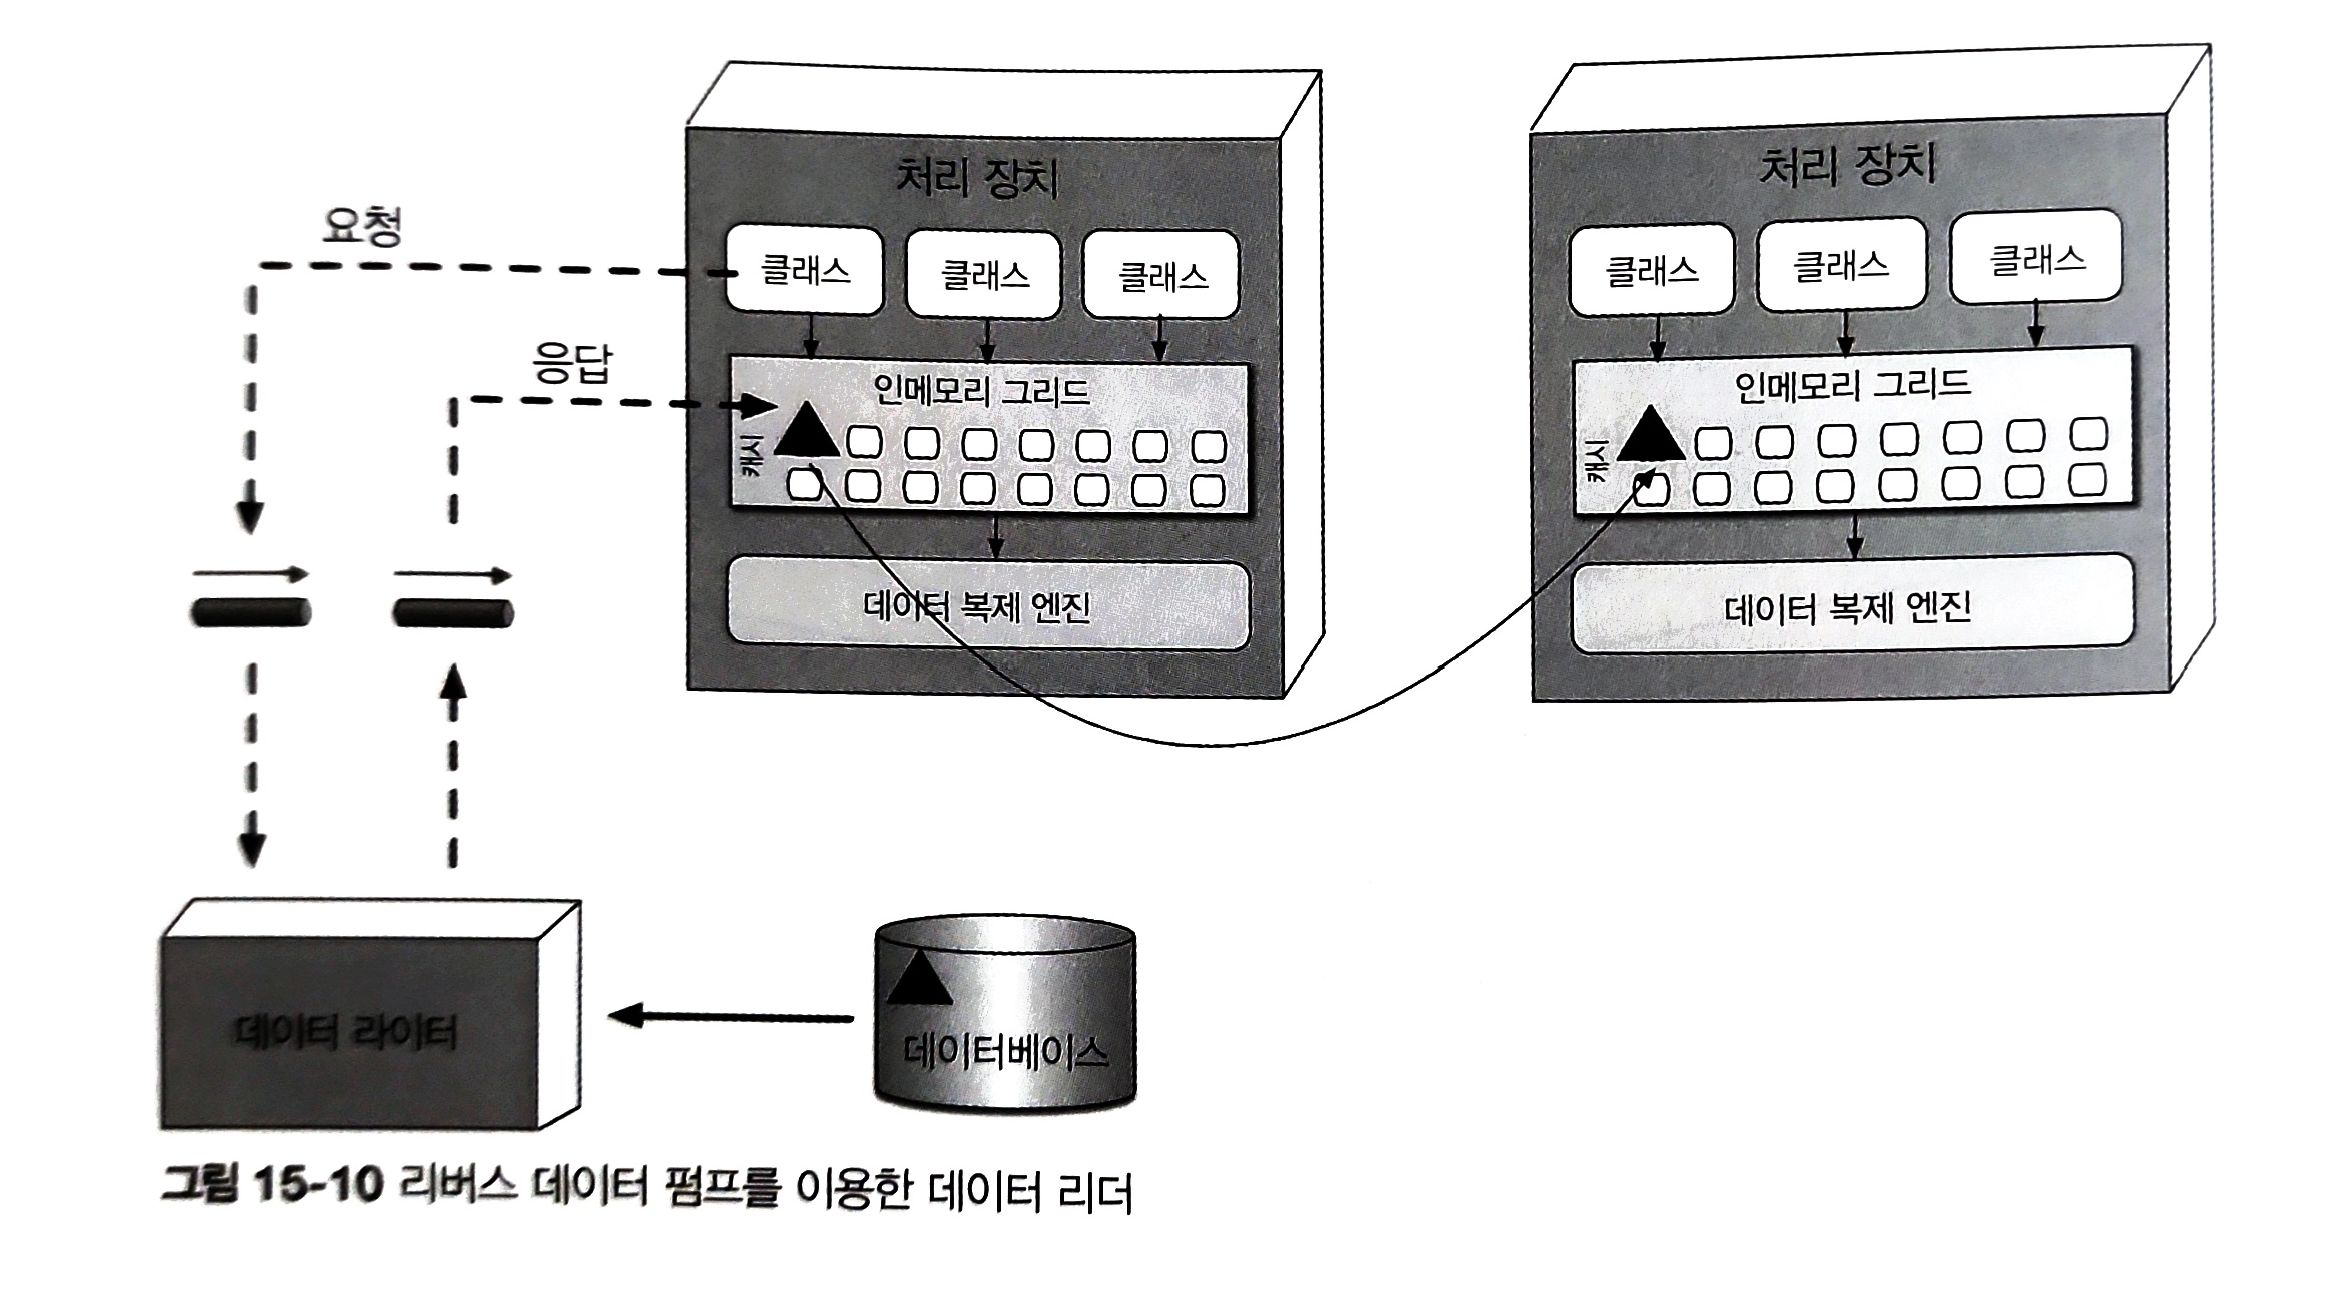 처리 장치
처리 장치
요청
클래스
클래스
클래스
클래스
클래스
클래스
응답
인메모리 그리드
인메모리 그리드
캐시
캐시
데이터 복제 엔진
데이터 복제 엔진
데이터 라이터
데이터베이스
그림 15-10 리버스 데이터 펌프를 이용한 데이터 리더